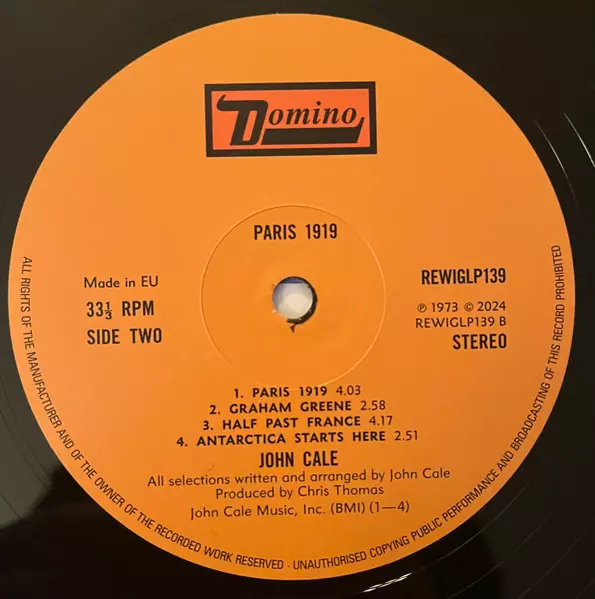 Domino
PARIS 1919
Made in EU
33⅓ RPM
SIDE TWO
REWIGLP139
℗ 1973 © 2024
REWIGLP139 B
STEREO
1. PARIS 1919 4.03
2. GRAHAM GREENE 2.58
3. HALF PAST FRANCE 4.17
4. ANTARCTICA STARTS HERE 2.51
JOHN CALE
All selections written and arranged by John Cale
Produced by Chris Thomas
John Cale Music, Inc. (BMI) (1—4)
ALL RIGHTS OF THE MANUFACTURER AND OF THE OWNER OF THE RECORDED WORK RESERVED · UNAUTHORISED COPYING PUBLIC PERFORMANCE AND BROADCASTING OF THIS RECORD PROHIBITED